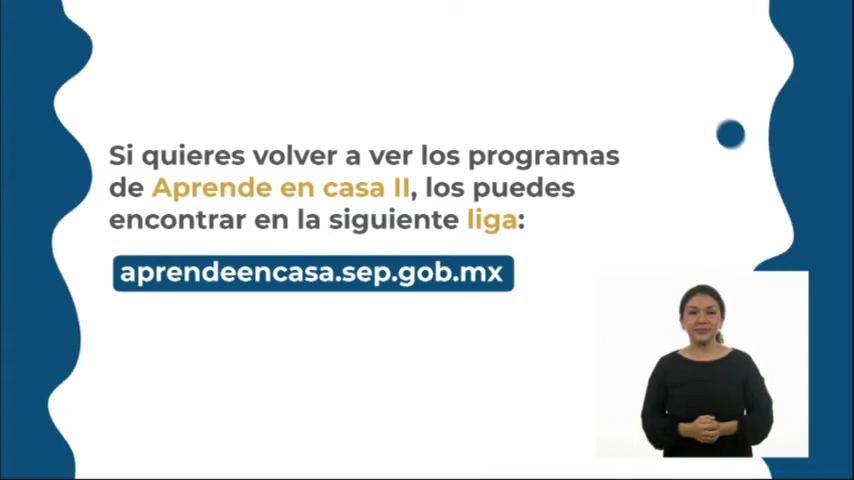 Si quieres volver a ver los programas
de Aprende en casa II, los puedes
encontrar en la siguiente liga:
aprendeencasa.sep.gob.mx